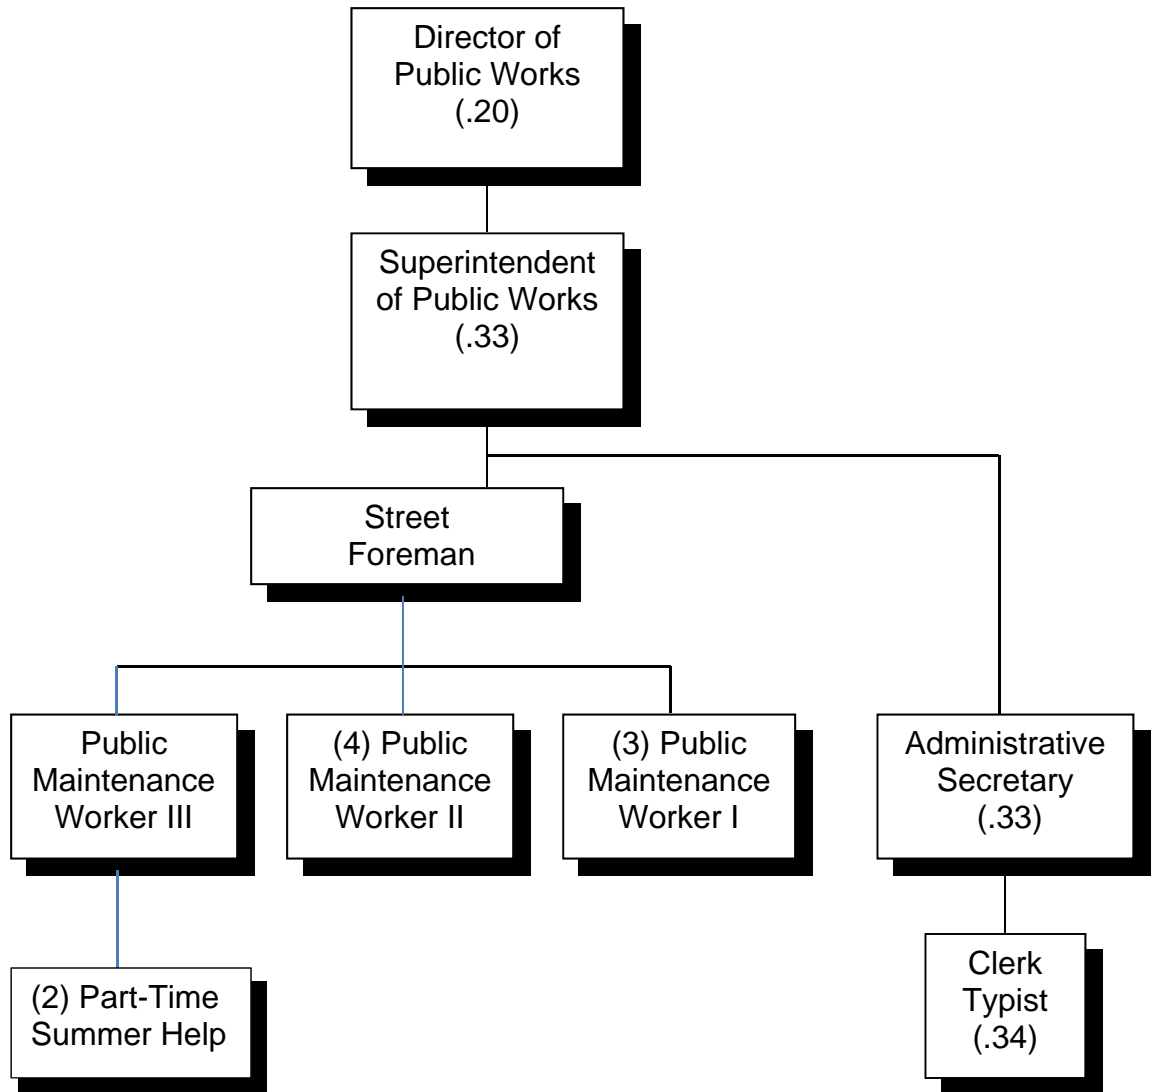 Director of
Public Works
(.20)
Superintendent
of Public Works
(.33)
Street
Foreman
Public
Maintenance
Worker III
(4) Public
Maintenance
Worker II
(3) Public
Maintenance
Worker I
Administrative
Secretary
(.33)
(2) Part-Time
Summer Help
Clerk
Typist
(.34)